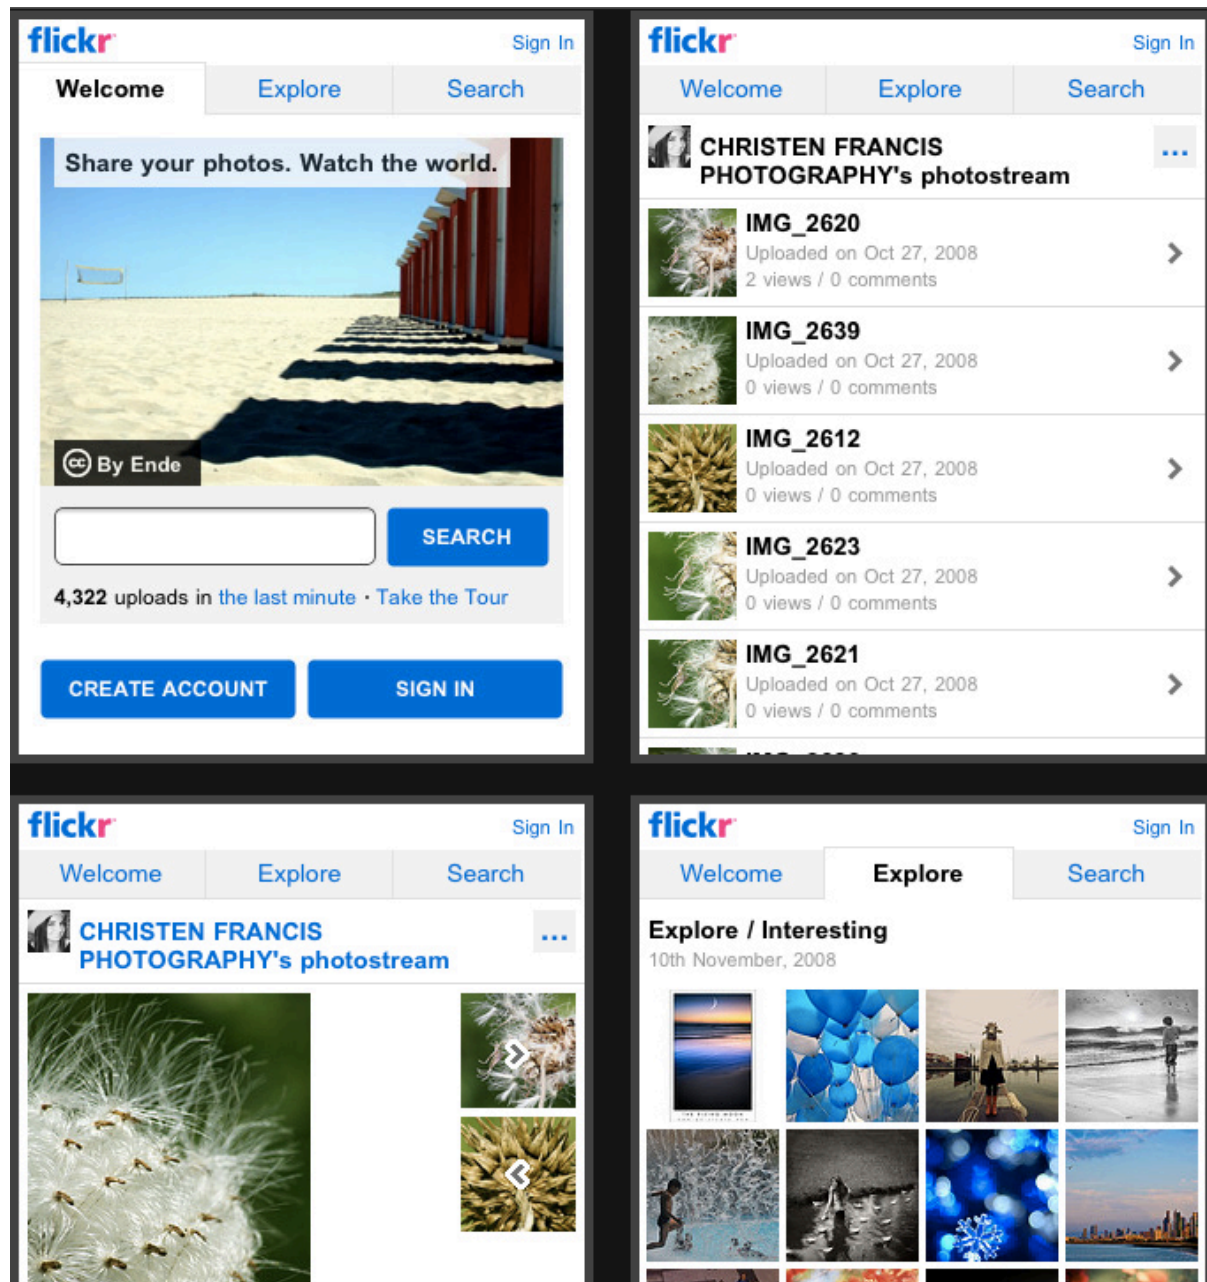 flickr
Sign In
Welcome
Explore
Search
Share your photos. Watch the world.
cc By Ende
SEARCH
4,322 uploads in the last minute · Take the Tour
CREATE ACCOUNT
SIGN IN
flickr
Sign In
Welcome
Explore
Search
CHRISTEN FRANCIS
PHOTOGRAPHY's photostream
...
IMG_2620
Uploaded on Oct 27, 2008
2 views / 0 comments
IMG_2639
Uploaded on Oct 27, 2008
0 views / 0 comments
IMG_2612
Uploaded on Oct 27, 2008
0 views / 0 comments
IMG_2623
Uploaded on Oct 27, 2008
0 views / 0 comments
IMG_2621
Uploaded on Oct 27, 2008
0 views / 0 comments
flickr
Sign In
Welcome
Explore
Search
CHRISTEN FRANCIS
PHOTOGRAPHY's photostream
...
flickr
Sign In
Welcome
Explore
Search
Explore / Interesting
10th November, 2008